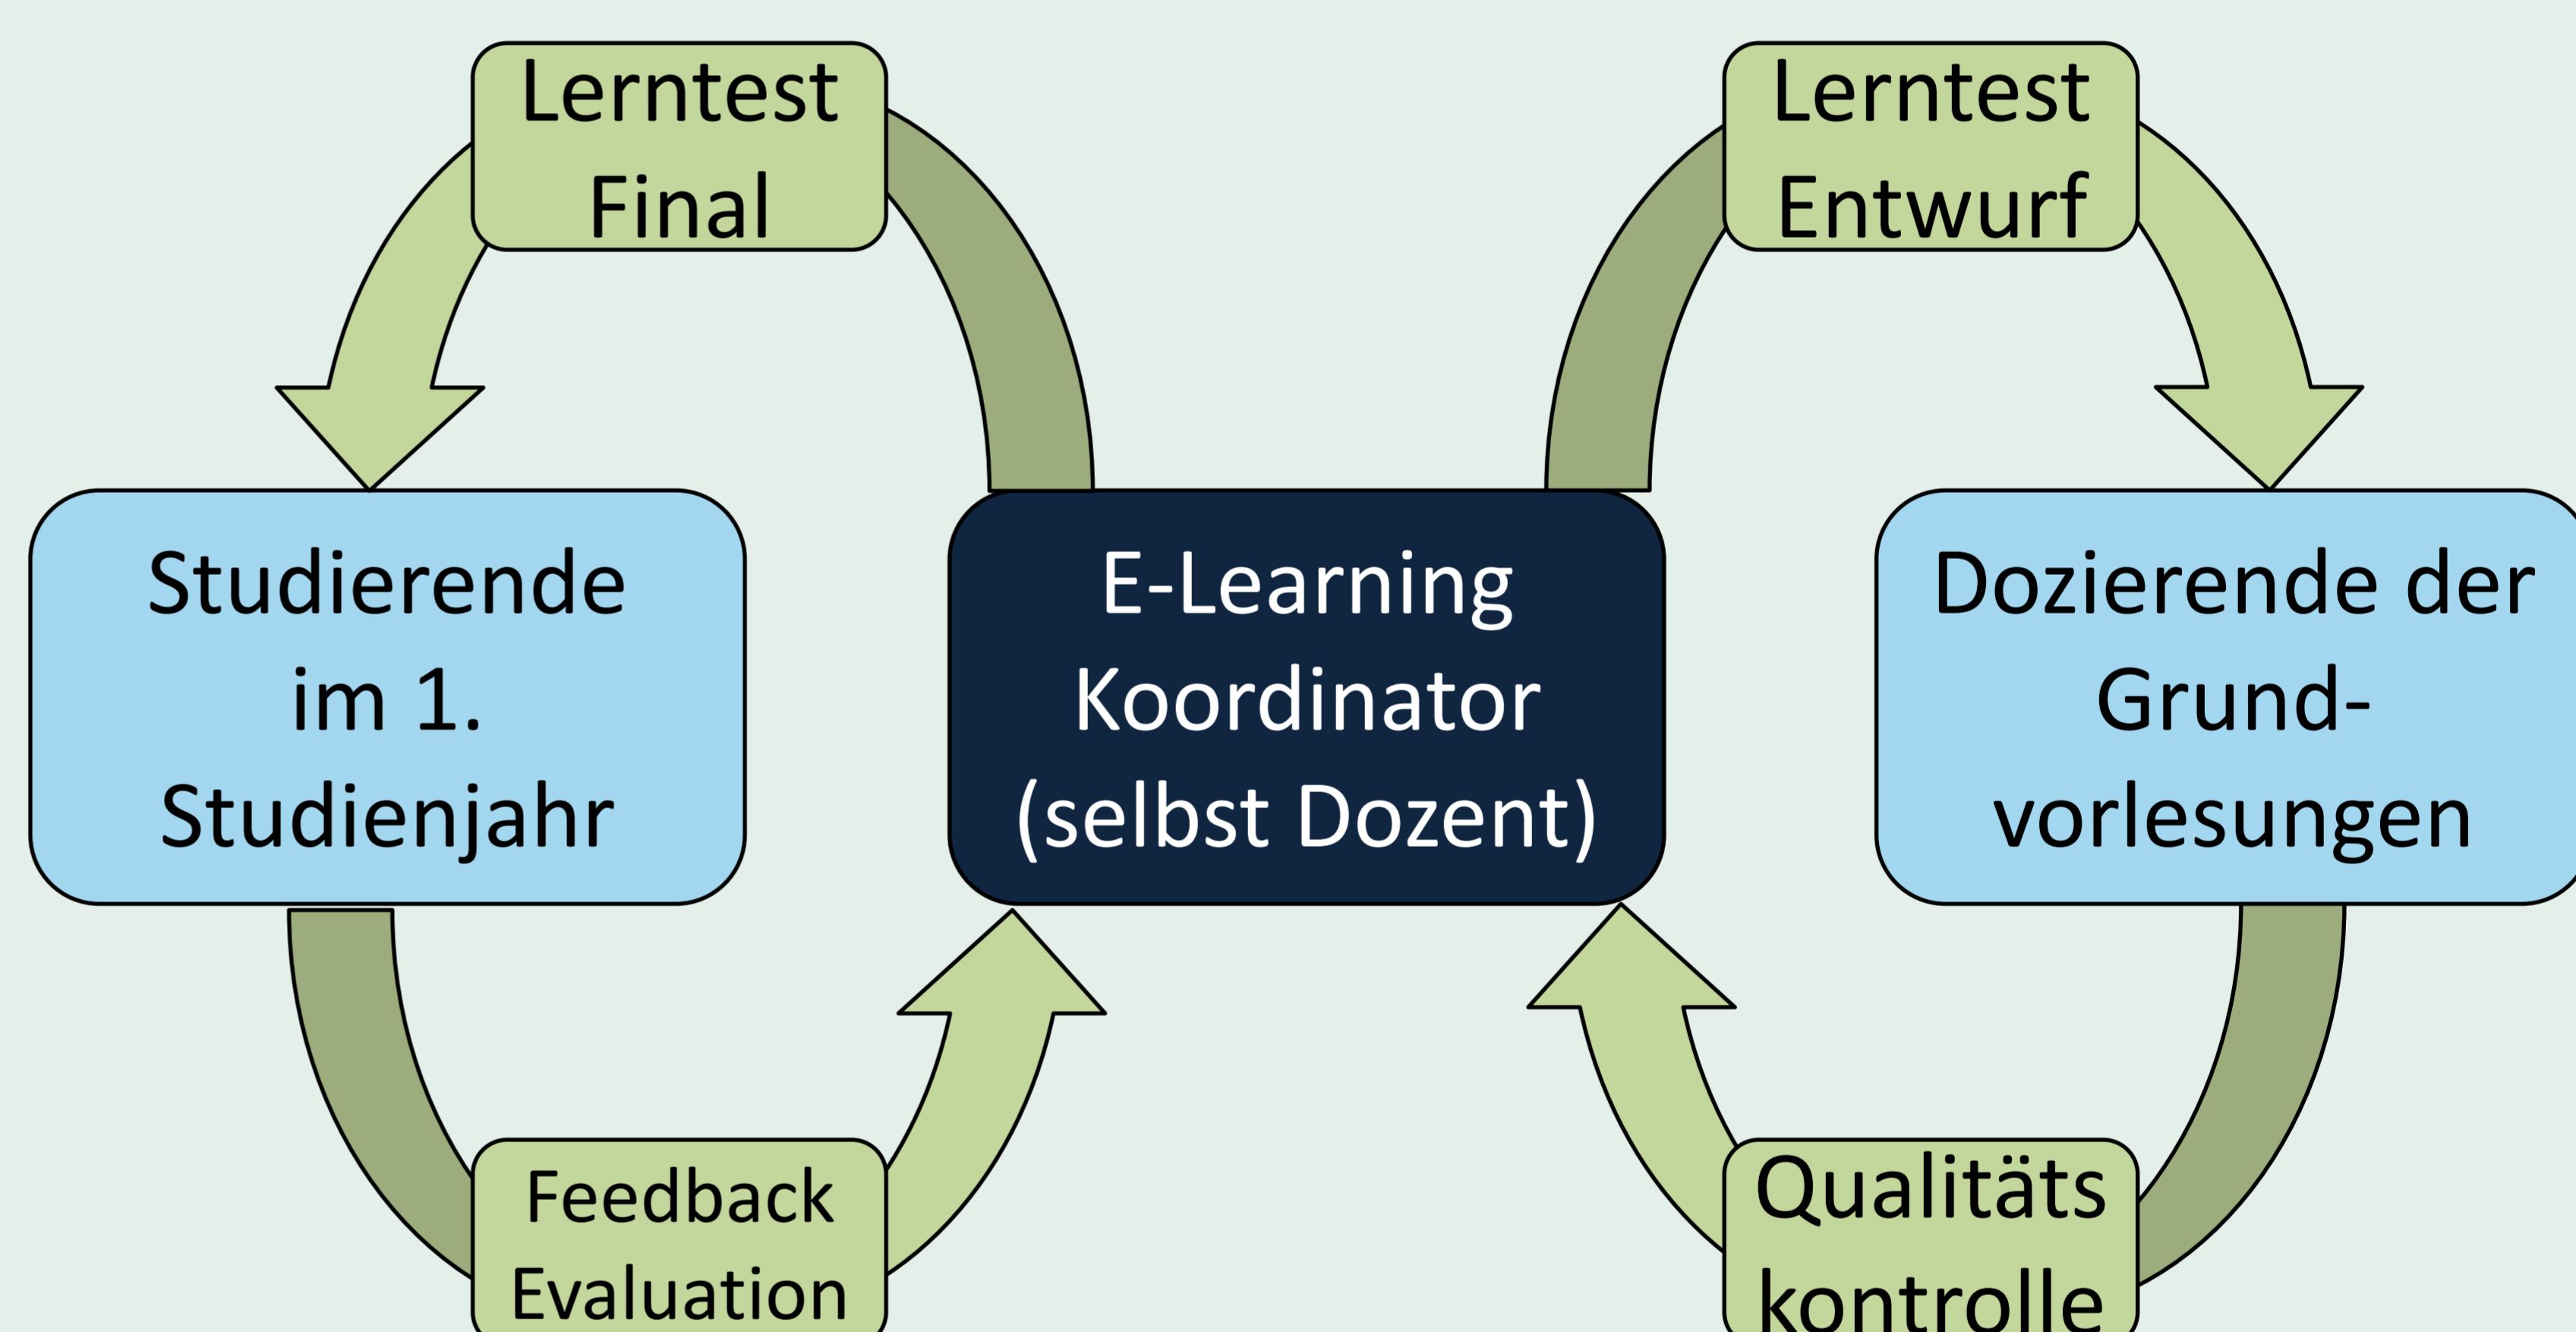 Lerntest
Final
Lerntest
Entwurf
Studierende
im 1.
Studienjahr
E-Learning
Koordinator
(selbst Dozent)
Dozierende der
Grund-
vorlesungen
Feedback
Evaluation
Qualitäts
kontrolle